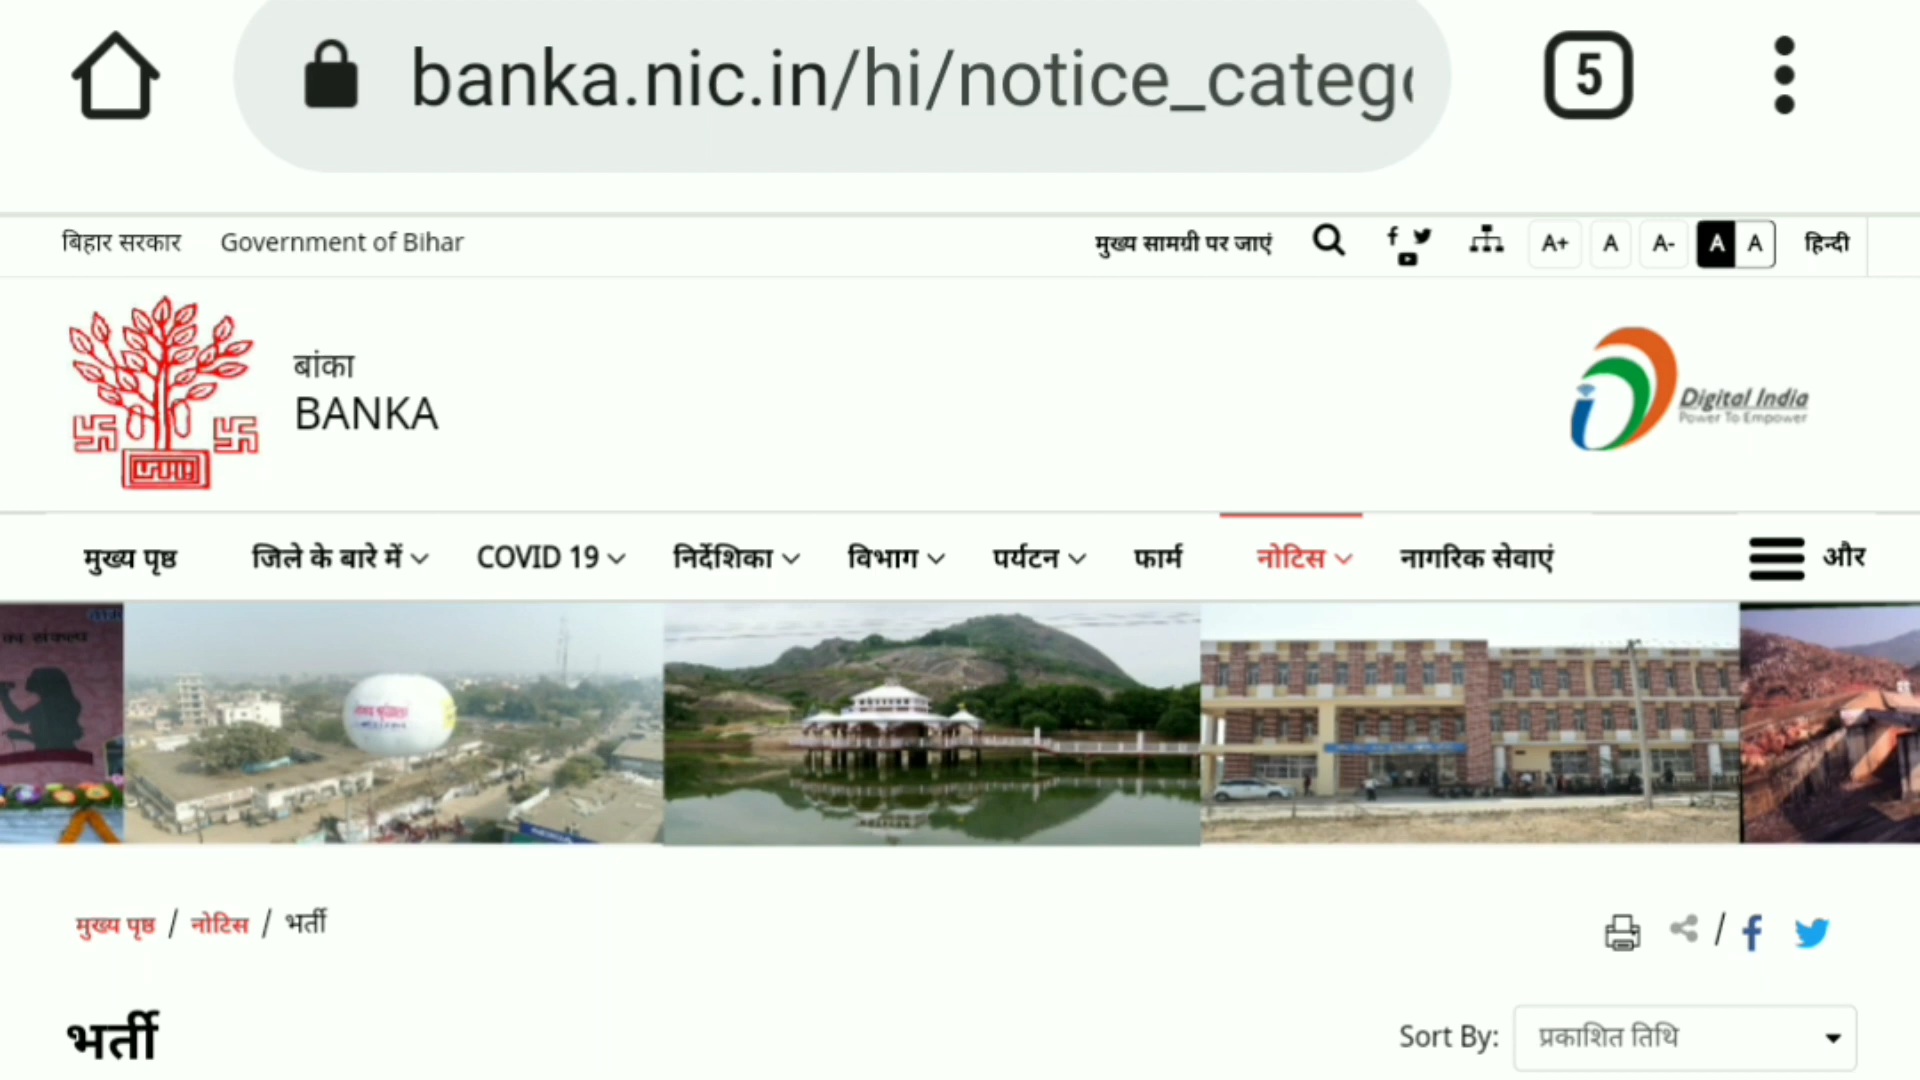 banka.nic.in/hi/notice_catego
5
बिहार सरकार Government of Bihar मुख्य सामग्री पर जाएं A+ A A- A A हिन्दी
बांका
BANKA
Digital India
Power To Empower
मुख्य पृष्ठ जिले के बारे में COVID 19 निर्देशिका विभाग पर्यटन फार्म नोटिस नागरिक सेवाएं और
मुख्य पृष्ठ / नोटिस / भर्ती
भर्ती
Sort By: प्रकाशित तिथि